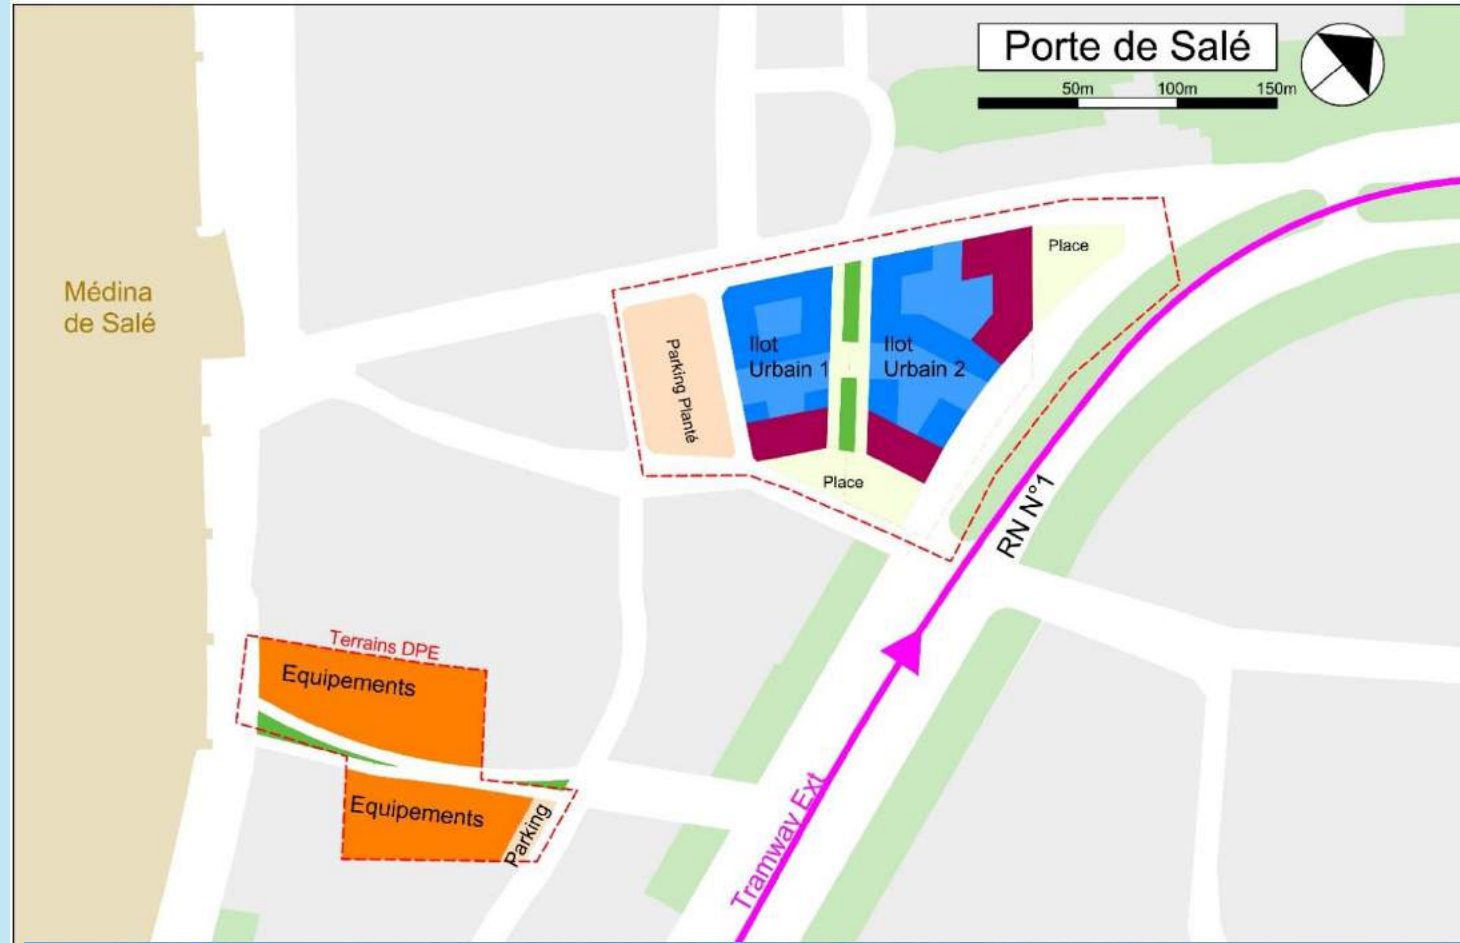 Porte de Salé
50m 100m 150m
Place
Médina
de Salé
Ilot
Urbain 1
Ilot
Urbain 2
Parking Planté
Place
RN N°1
Terrains DPE
Equipements
Equipements
Parking
Tramway Ext